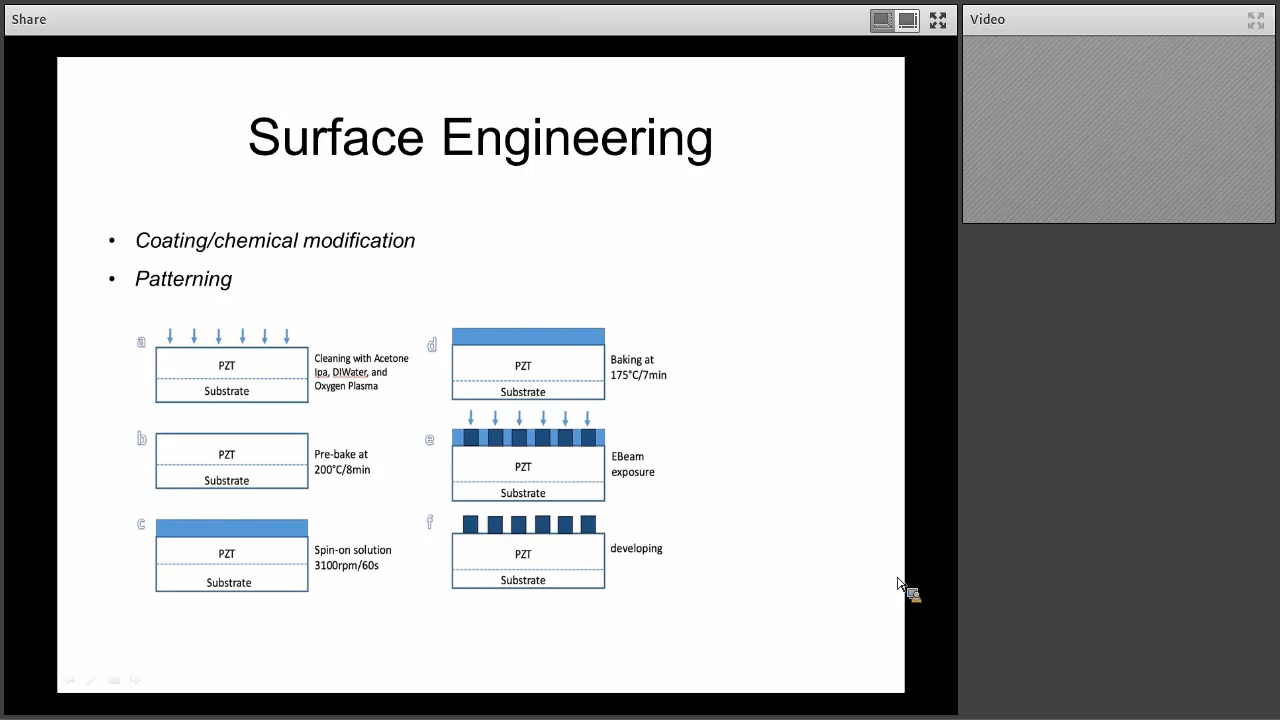 Share
Video
Surface Engineering
• Coating/chemical modification
• Patterning
a
PZT
Substrate
Cleaning with Acetone
Ipa, DIWater, and
Oxygen Plasma
b
PZT
Substrate
Pre-bake at
200°C/8min
c
PZT
Substrate
Spin-on solution
3100rpm/60s
d
PZT
Substrate
Baking at
175°C/7min
e
PZT
Substrate
EBeam
exposure
f
PZT
Substrate
developing